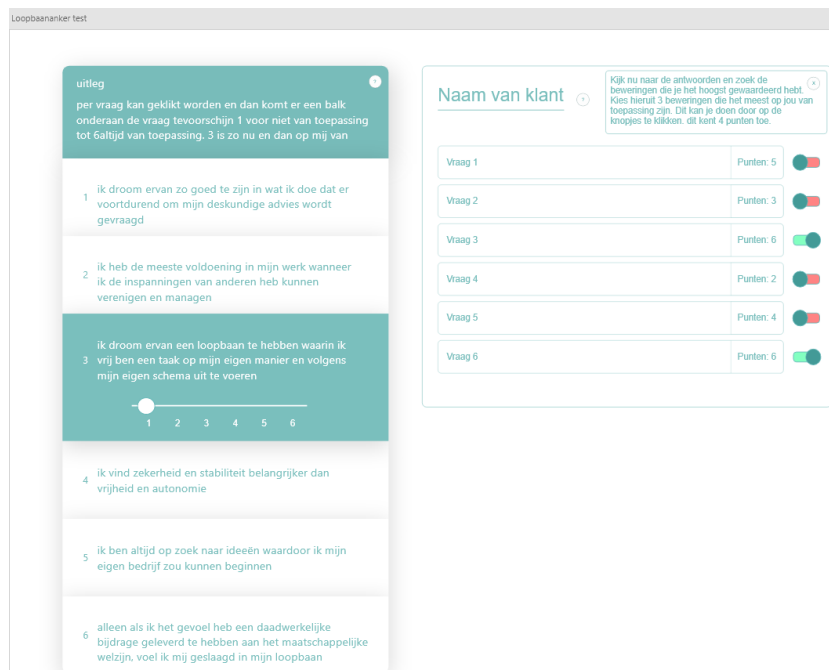 Loopbaananker test
uitleg
per vraag kan geklikt worden en dan komt er een balk
onderaan de vraag tevoorschijn 1 voor niet van toepassing
tot 6altijd van toepassing. 3 is zo nu en dan op mij van
1 ik droom ervan zo goed te zijn in wat ik doe dat er
voortdurend om mijn deskundige advies wordt
gevraagd
2 ik heb de meeste voldoening in mijn werk wanneer
ik de inspanningen van anderen heb kunnen
verenigen en managen
3 ik droom ervan een loopbaan te hebben waarin ik
vrij ben een taak op mijn eigen manier en volgens
mijn eigen schema uit te voeren
1 2 3 4 5 6
4 ik vind zekerheid en stabiliteit belangrijker dan
vrijheid en autonomie
5 ik ben altijd op zoek naar ideeën waardoor ik mijn
eigen bedrijf zou kunnen beginnen
6 alleen als ik het gevoel heb een daadwerkelijke
bijdrage geleverd te hebben aan het maatschappelijke
welzijn, voel ik mij geslaagd in mijn loopbaan
Naam van klant
Kijk nu naar de antwoorden en zoek de
beweringen die je het hoogst gewaardeerd hebt.
Kies hieruit 3 beweringen die het meest op jou van
toepassing zijn. Dit kan je doen door op de
knopjes te klikken. dit kent 4 punten toe.
Vraag 1 Punten: 5
Vraag 2 Punten: 3
Vraag 3 Punten: 6
Vraag 4 Punten: 2
Vraag 5 Punten: 4
Vraag 6 Punten: 6